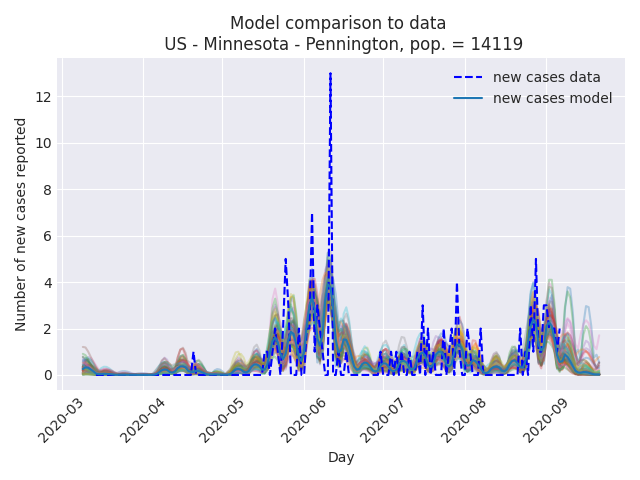 Model comparison to data
US - Minnesota - Pennington, pop. = 14119
new cases data
new cases model
Number of new cases reported
12
10
8
6
4
2
0
2020-03
2020-04
2020-05
2020-06
2020-07
2020-08
2020-09
Day